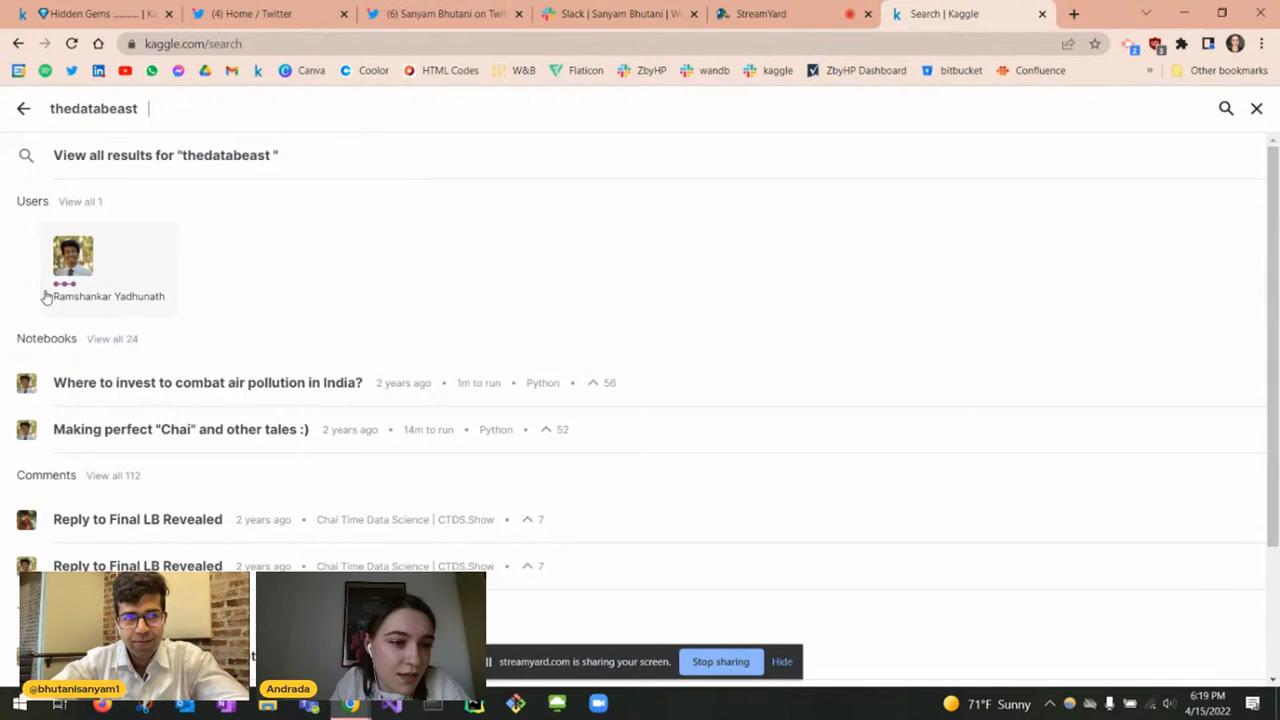 Hidden Gems ........... | Ka
(4) Home / Twitter
(6) Sanyam Bhutani on Twit
Slack | Sanyam Bhutani | We
StreamYard
Search | Kaggle
kaggle.com/search
Canva
Coolor
HTML Codes
W&B
Flaticon
ZbyHP
wandb
kaggle
ZbyHP Dashboard
bitbucket
Confluence
»
Other bookmarks
thedatabeast
View all results for "thedatabeast "
Users View all 1
Ramshankar Yadhunath
Notebooks View all 24
Where to invest to combat air pollution in India? 2 years ago • 1m to run • Python • 56
Making perfect "Chai" and other tales :) 2 years ago • 14m to run • Python • 52
Comments View all 112
Reply to Final LB Revealed 2 years ago Chai Time Data Science | CTDS.Show • 7
Reply to Final LB Revealed 2 years ago Chai Time Data Science | CTDS.Show • 7
streamyard.com is sharing your screen. Stop sharing Hide
@bhutanisanyam1
Andrada
71°F Sunny
6:19 PM
4/15/2022